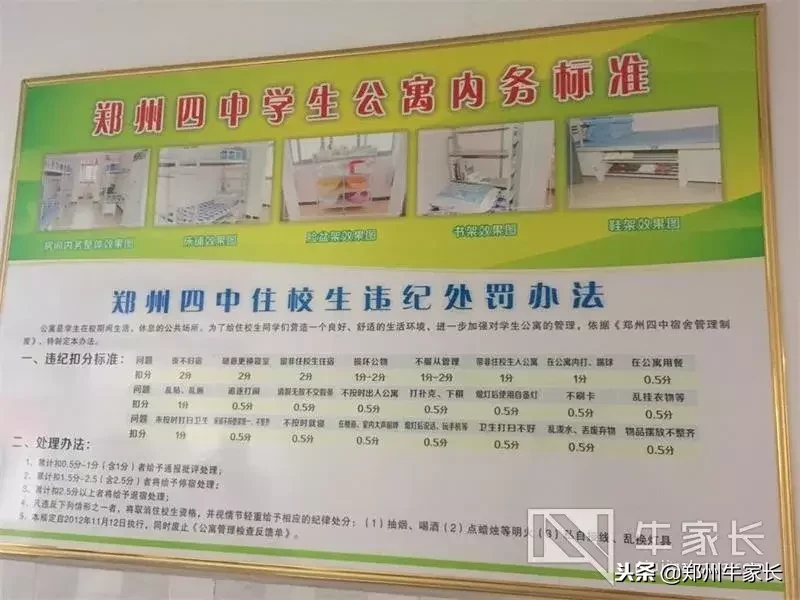 郑州四中学生公寓内务标准
房间内务整体效果图 床铺效果图 脸盆架效果图 书架效果图 鞋架效果图
郑州四中住校生违纪处罚办法
公寓是学生在校期间生活、休息的公共场所。为了给住校生同学们营造一个良好、舒适的生活环境，进一步加强对学生公寓的管理，依据《郑州四中宿舍管理制
度》，特制定本办法。
一、违纪扣分标准： 问题 夜不归宿 随意更换寝室 留非住校生住宿 损坏公物 不服从管理 带非住校生人公寓 在公寓内打、踢球 在公寓用餐
扣分 2分 2分 2分 1分-2分 1分-2分 1分 1分 0.5分
问题 乱贴、乱画 追逐打闹 请假无故不交假条 不按时出人公寓 打扑克、下棋 熄灯后使用自备灯 不刷卡 乱挂衣物等
扣分 1分 0.5分 0.5分 0.5分 0.5分 0.5分 0.5分 0.5分
问题 未按时打扫卫生 不按时就寝 熄灯后说话、玩手机等 卫生打扫不好 乱泼水、丢废弃物 物品摆放不整齐
扣分 0.5分 0.5分 0.5分 0.5分 0.5分 0.5分 0.5分 0.5分
二、处理办法：
1、累计扣0.5分-1分（含1分）者给予通报批评处理；
2、累计扣1.5分-2.5（含2.5分）者将给予停宿处理；
3、累计扣2.5分以上者将给予退宿处理；
4、凡违反下列情形之一者，将取消住校生资格，并视情节轻重给予相应的纪律处分：（1）抽烟、喝酒（2）点蜡烛等明火（3）私自接线、乱换灯具
5、本规定自2012年11月12日执行，同时废止《公寓管理检查反馈单》。
牛家长
头条@郑州牛家长